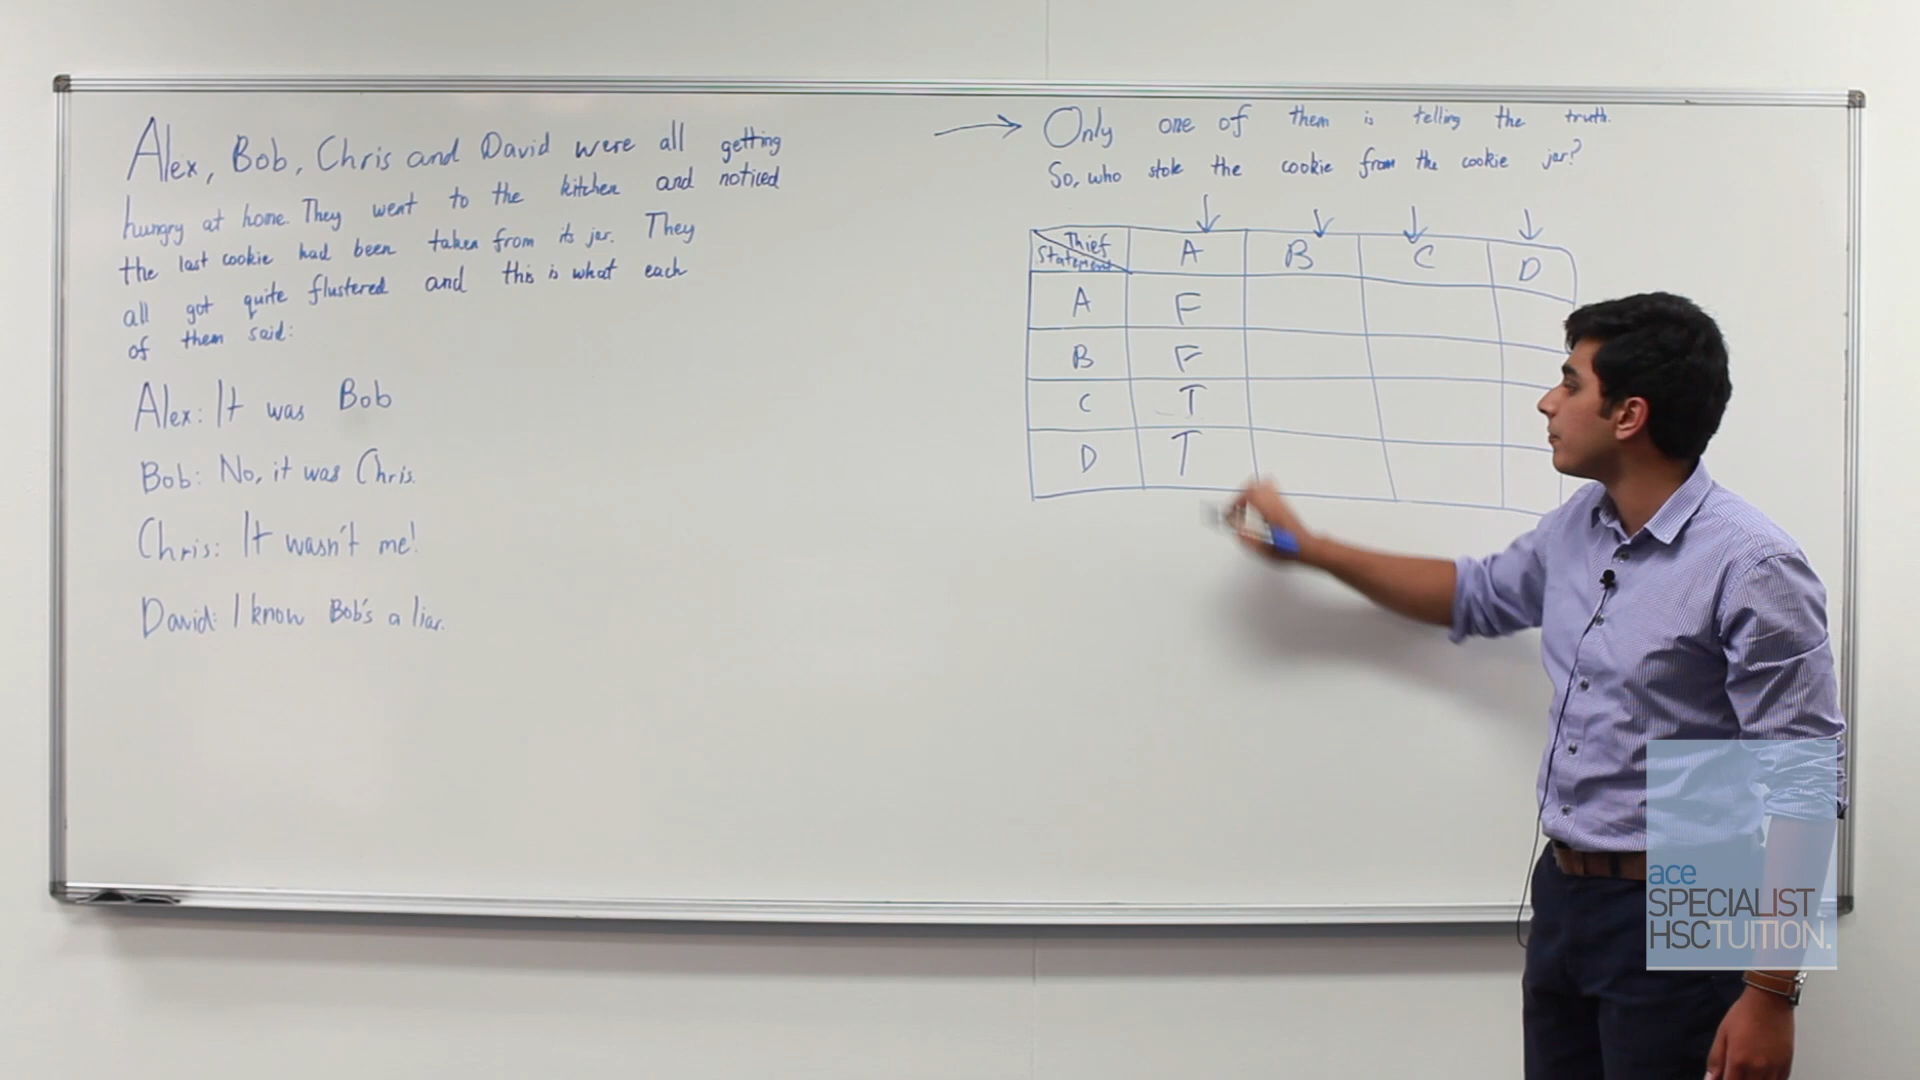 Alex, Bob, Chris and David were all getting
hungry at home. They went to the kitchen and noticed
the last cookie had been taken from its jar. They
all got quite flustered and this is what each
of them said:
Alex: It was Bob
Bob: No, it was Chris.
Chris: It wasn't me!
David: I know Bob's a liar.
Only one of them is telling the truth.
So, who stole the cookie from the cookie jar?
Thief
Statement
A B C D
A F
B F
C T
D T
ace
SPECIALIST
HSCTUITION.